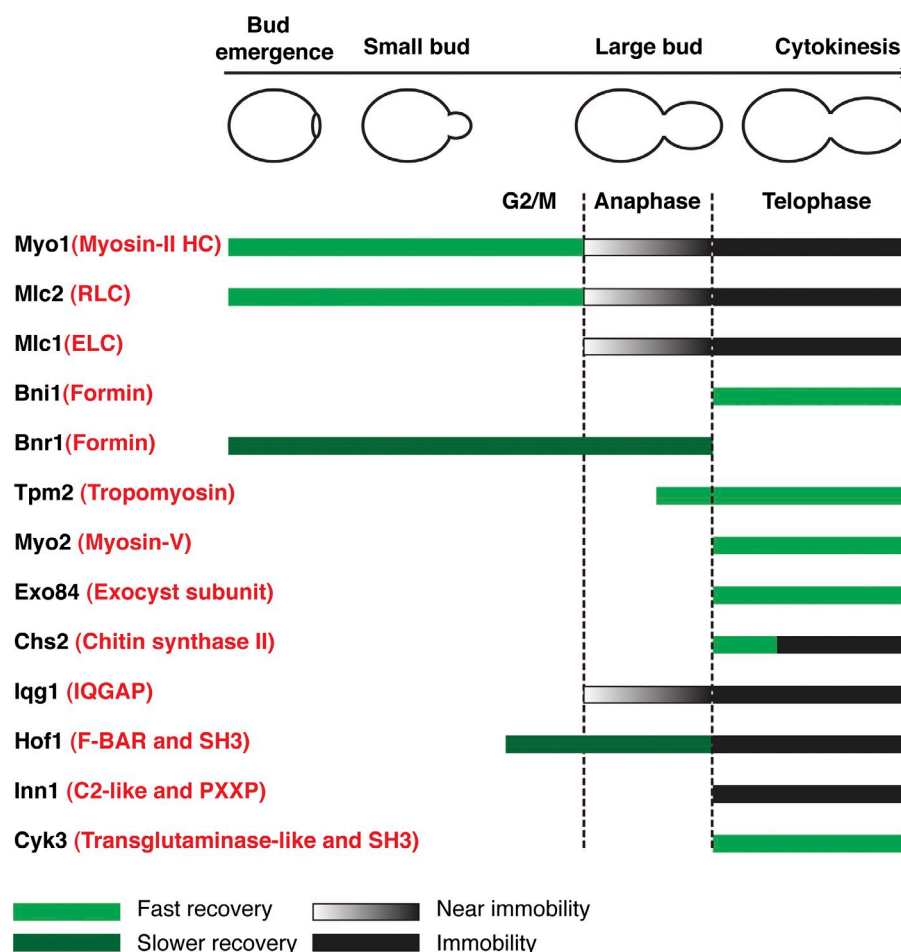 Bud
emergence
Small bud
Large bud
Cytokinesis
G2/M
Anaphase
Telophase
Myo1(Myosin-II HC)
Mlc2 (RLC)
Mlc1(ELC)
Bni1(Formin)
Bnr1(Formin)
Tpm2 (Tropomyosin)
Myo2 (Myosin-V)
Exo84 (Exocyst subunit)
Chs2 (Chitin synthase II)
Iqg1 (IQGAP)
Hof1 (F-BAR and SH3)
Inn1 (C2-like and PXXP)
Cyk3 (Transglutaminase-like and SH3)
Fast recovery
Near immobility
Slower recovery
Immobility